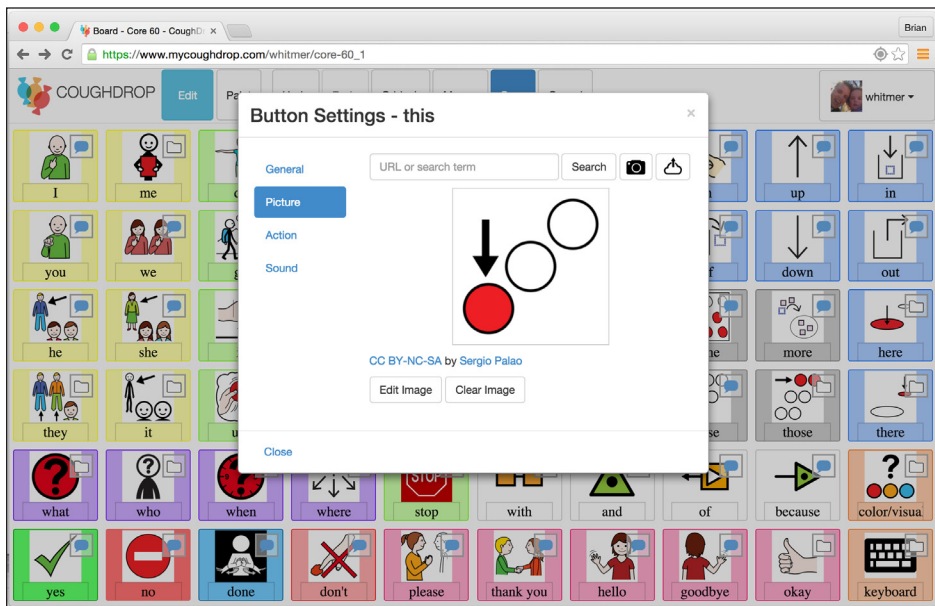 Board - Core 60 - CoughDr
Brian
https://www.mycoughdrop.com/whitmer/core-60_1
COUGHDROP
Edit
whitmer
Button Settings - this
×
General
URL or search term
Search
Picture
Action
Sound
CC BY-NC-SA by Sergio Palao
Edit Image
Clear Image
Close
I
me
up
in
you
we
down
out
he
she
more
here
they
it
those
there
STOP
what
who
when
where
stop
with
and
of
because
color/visua
yes
no
done
don't
please
thank you
hello
goodbye
okay
keyboard